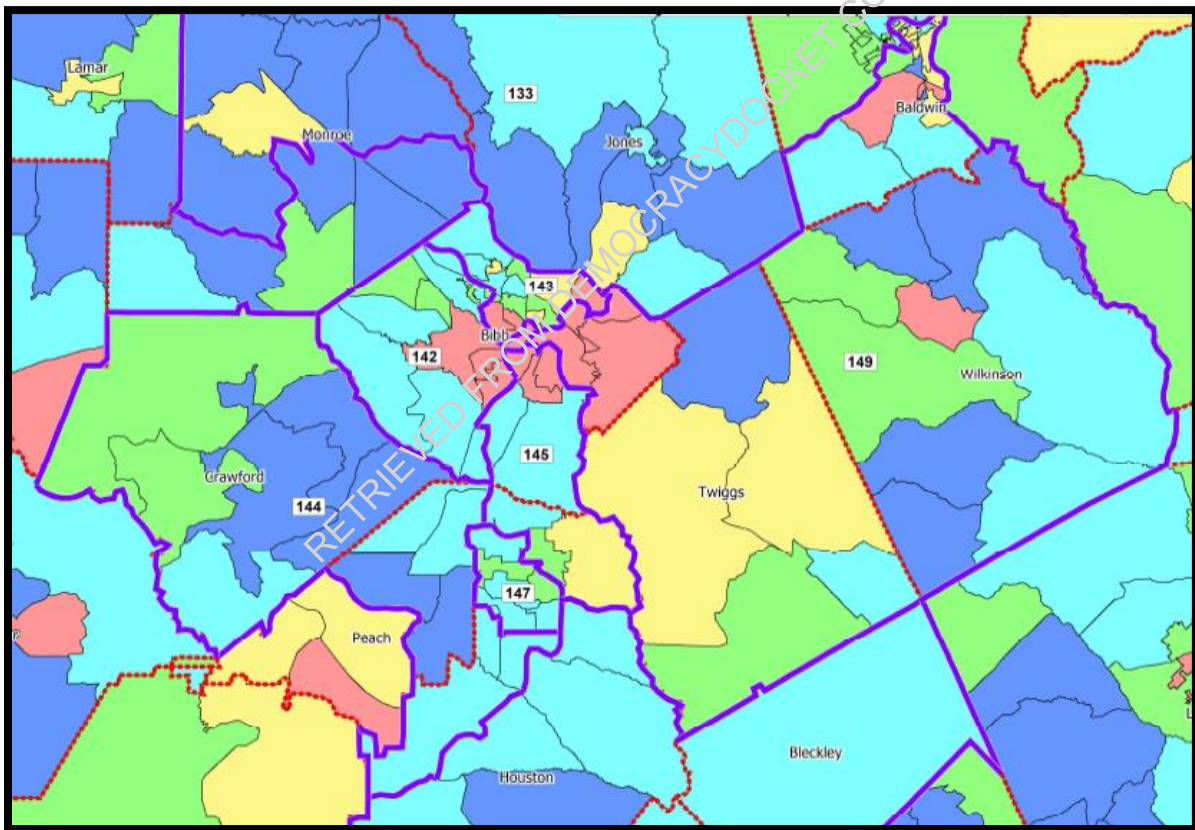 Lamar
133
Baldwin
Monroe
Jones
143
Bibb
142
149
Wilkinson
145
Crawford
Twiggs
144
147
Peach
Bleckley
Houston
RETRIEVED FROM DEMOCRACYDOCKET.CO